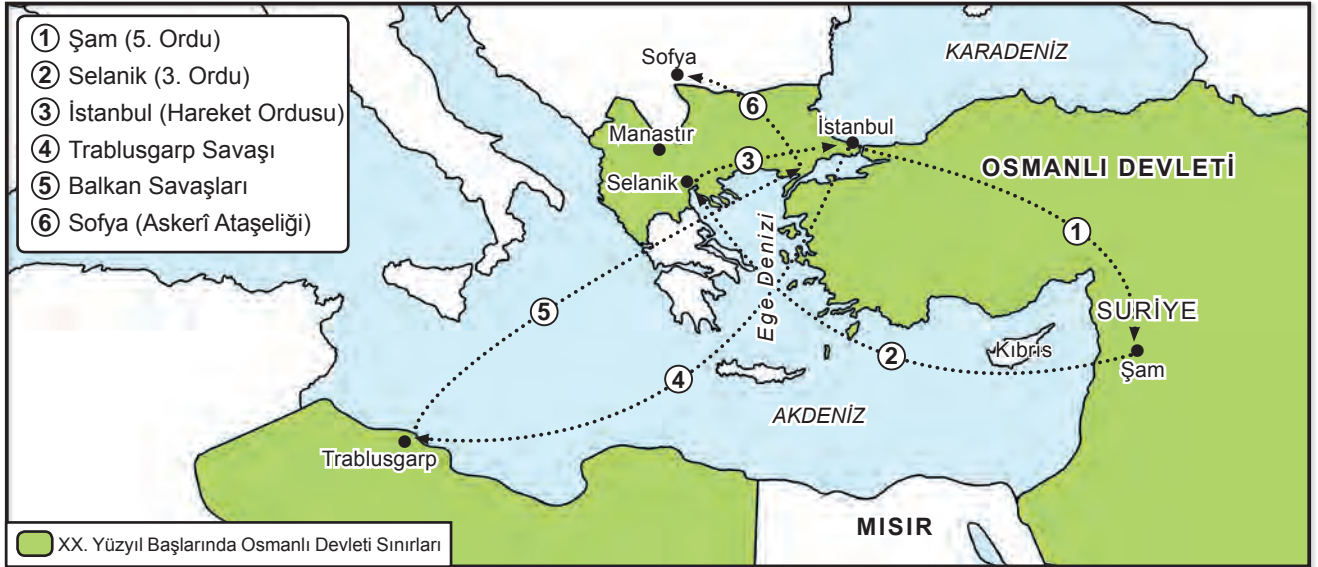 ① Şam (5. Ordu)
② Selanik (3. Ordu)
③ İstanbul (Hareket Ordusu)
④ Trablusgarp Savaşı
⑤ Balkan Savaşları
⑥ Sofya (Askerî Ataşeliği)
Sofya
KARADENİZ
6
Manastır
İstanbul
3
OSMANLI DEVLETİ
Selanik
1
Ege Denizi
5
SURİYE
2
Kıbris
Şam
4
AKDENİZ
Trablusgarp
MISIR
XX. Yüzyıl Başlarında Osmanlı Devleti Sınırları